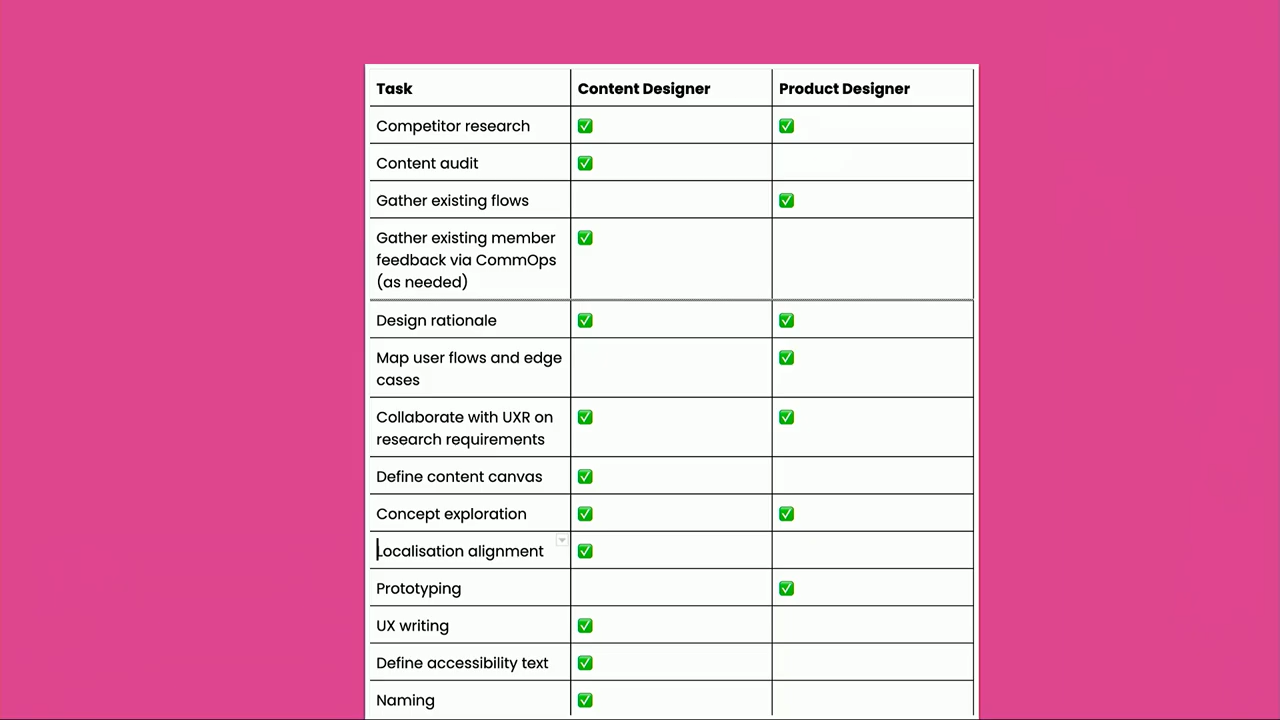 Task Content Designer Product Designer
Competitor research ✅ ✅
Content audit ✅
Gather existing flows ✅
Gather existing member ✅
feedback via CommOps
(as needed)
Design rationale ✅ ✅
Map user flows and edge ✅
cases
Collaborate with UXR on ✅ ✅
research requirements
Define content canvas ✅
Concept exploration ✅ ✅
Localisation alignment ✅
Prototyping ✅
UX writing ✅
Define accessibility text ✅
Naming ✅